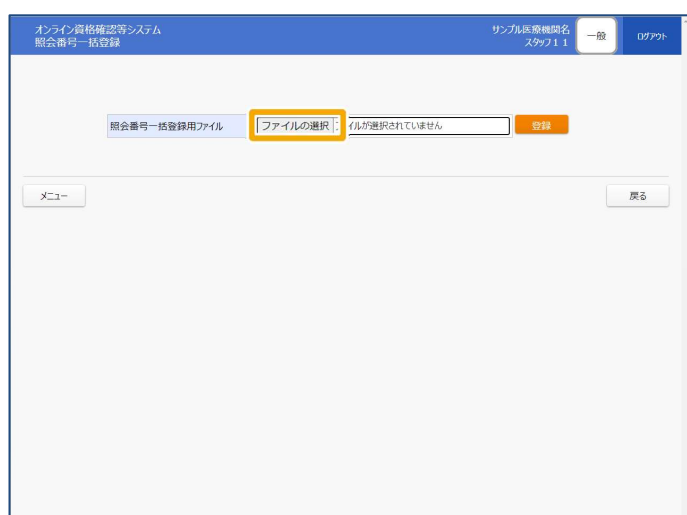 オンライン資格確認等システム
照会番号一括登録
サンプル医療機関名
スタッフ１１
一般
ログアウト
照会番号一括登録用ファイル
ファイルの選択
イルが選択されていません
登録
メニュー
戻る